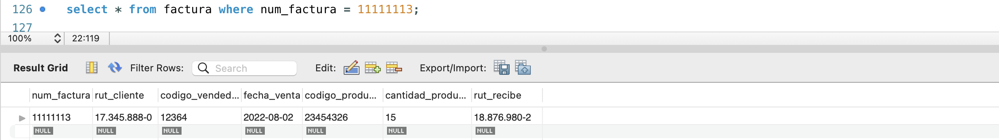 126 select * from factura where num_factura = 11111113;
127
100% 22:119
Result Grid Filter Rows: Search Edit: Export/Import:
num_factura rut_cliente codigo_vended... fecha_venta codigo_produ... cantidad_produ... rut_recibe
11111113 17.345.888-0 12364 2022-08-02 23454326 15 18.876.980-2
NULL NULL NULL NULL NULL NULL NULL